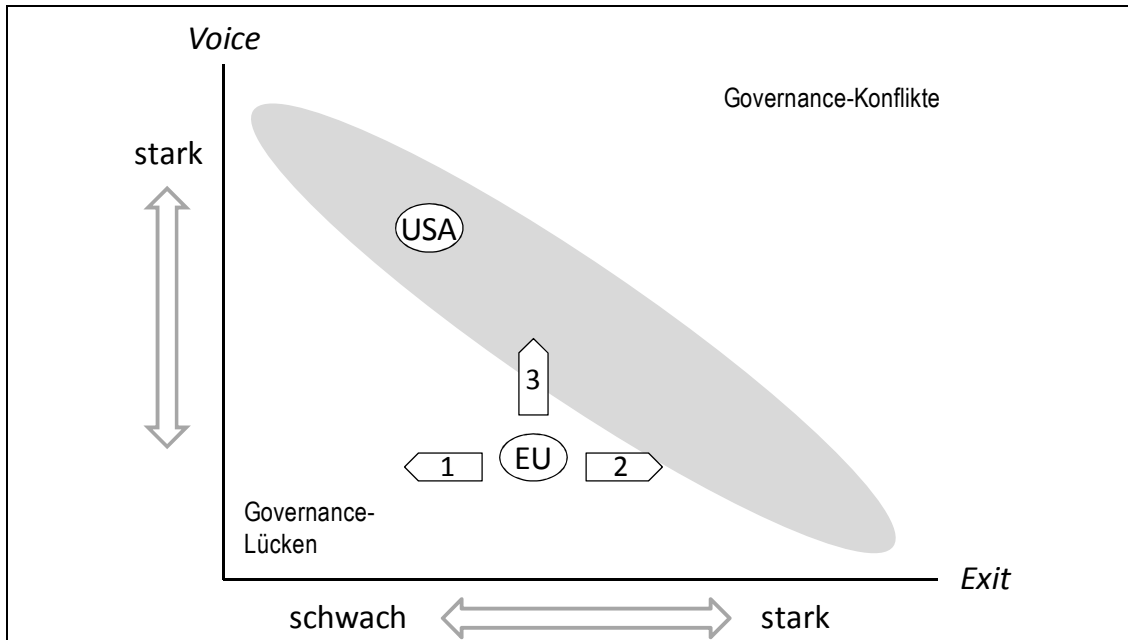 Voice
Governance-Konflikte
stark
USA
3
1
EU
2
Governance-
Lücken
Exit
schwach
stark